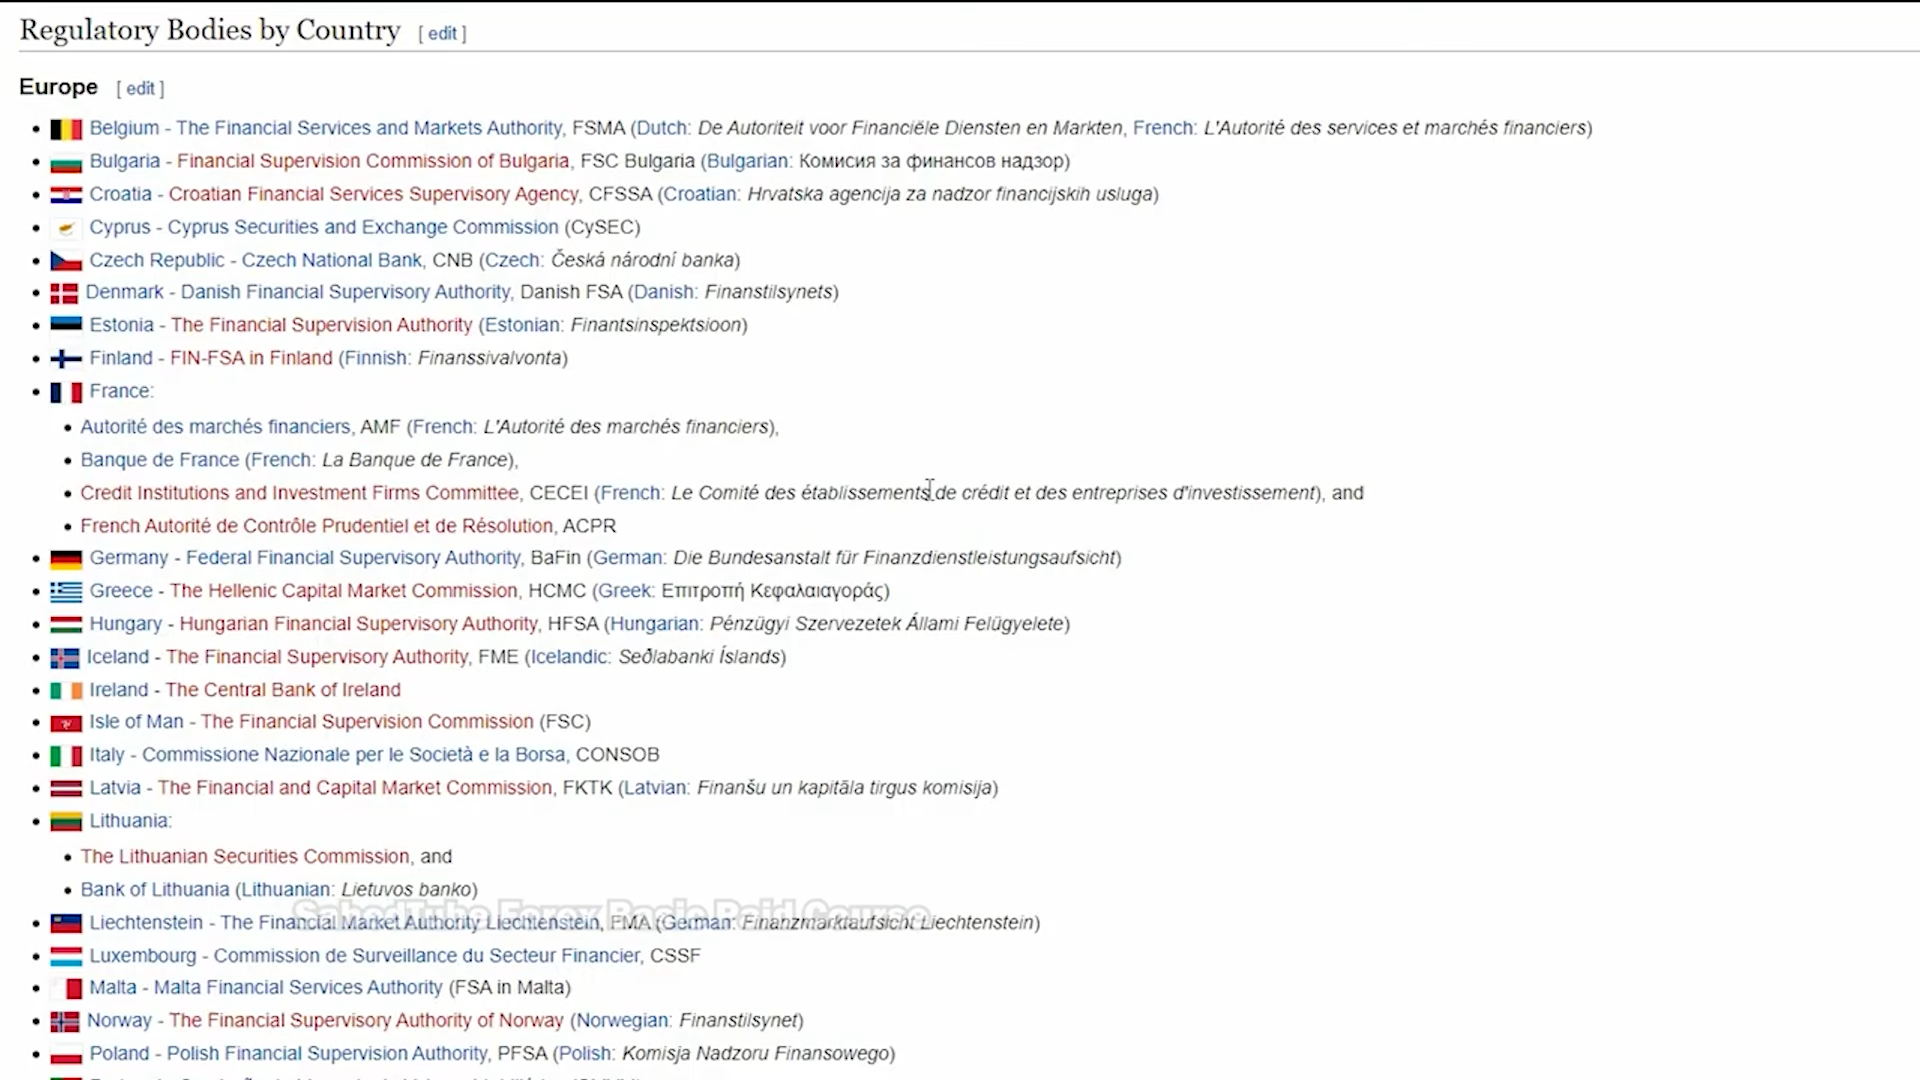 Regulatory Bodies by Country [ edit ]
Europe [ edit ]
Belgium - The Financial Services and Markets Authority, FSMA (Dutch: De Autoriteit voor Financiële Diensten en Markten, French: L'Autorité des services et marchés financiers)
Bulgaria - Financial Supervision Commission of Bulgaria, FSC Bulgaria (Bulgarian: Комисия за финансов надзор)
Croatia - Croatian Financial Services Supervisory Agency, CFSSA (Croatian: Hrvatska agencija za nadzor financijskih usluga)
Cyprus - Cyprus Securities and Exchange Commission (CySEC)
Czech Republic - Czech National Bank, CNB (Czech: Česká národní banka)
Denmark - Danish Financial Supervisory Authority, Danish FSA (Danish: Finanstilsynets)
Estonia - The Financial Supervision Authority (Estonian: Finantsinspektsioon)
Finland - FIN-FSA in Finland (Finnish: Finanssivalvonta)
France:
Autorité des marchés financiers, AMF (French: L'Autorité des marchés financiers),
Banque de France (French: La Banque de France),
Credit Institutions and Investment Firms Committee, CECEI (French: Le Comité des établissements de crédit et des entreprises d'investissement), and
French Autorité de Contrôle Prudentiel et de Résolution, ACPR
Germany - Federal Financial Supervisory Authority, BaFin (German: Die Bundesanstalt für Finanzdienstleistungsaufsicht)
Greece - The Hellenic Capital Market Commission, HCMC (Greek: Επιτροπή Κεφαλαιαγοράς)
Hungary - Hungarian Financial Supervisory Authority, HFSA (Hungarian: Pénzügyi Szervezetek Állami Felügyelete)
Iceland - The Financial Supervisory Authority, FME (Icelandic: Seðlabanki Íslands)
Ireland - The Central Bank of Ireland
Isle of Man - The Financial Supervision Commission (FSC)
Italy - Commissione Nazionale per le Società e la Borsa, CONSOB
Latvia - The Financial and Capital Market Commission, FKTK (Latvian: Finanšu un kapitāla tirgus komisija)
Lithuania:
The Lithuanian Securities Commission, and
Bank of Lithuania (Lithuanian: Lietuvos banko)
SahedTube Forex Basic Paid Course
Liechtenstein - The Financial Market Authority Liechtenstein, FMA (German: Finanzmarktaufsicht Liechtenstein)
Luxembourg - Commission de Surveillance du Secteur Financier, CSSF
Malta - Malta Financial Services Authority (FSA in Malta)
Norway - The Financial Supervisory Authority of Norway (Norwegian: Finanstilsynet)
Poland - Polish Financial Supervision Authority, PFSA (Polish: Komisja Nadzoru Finansowego)